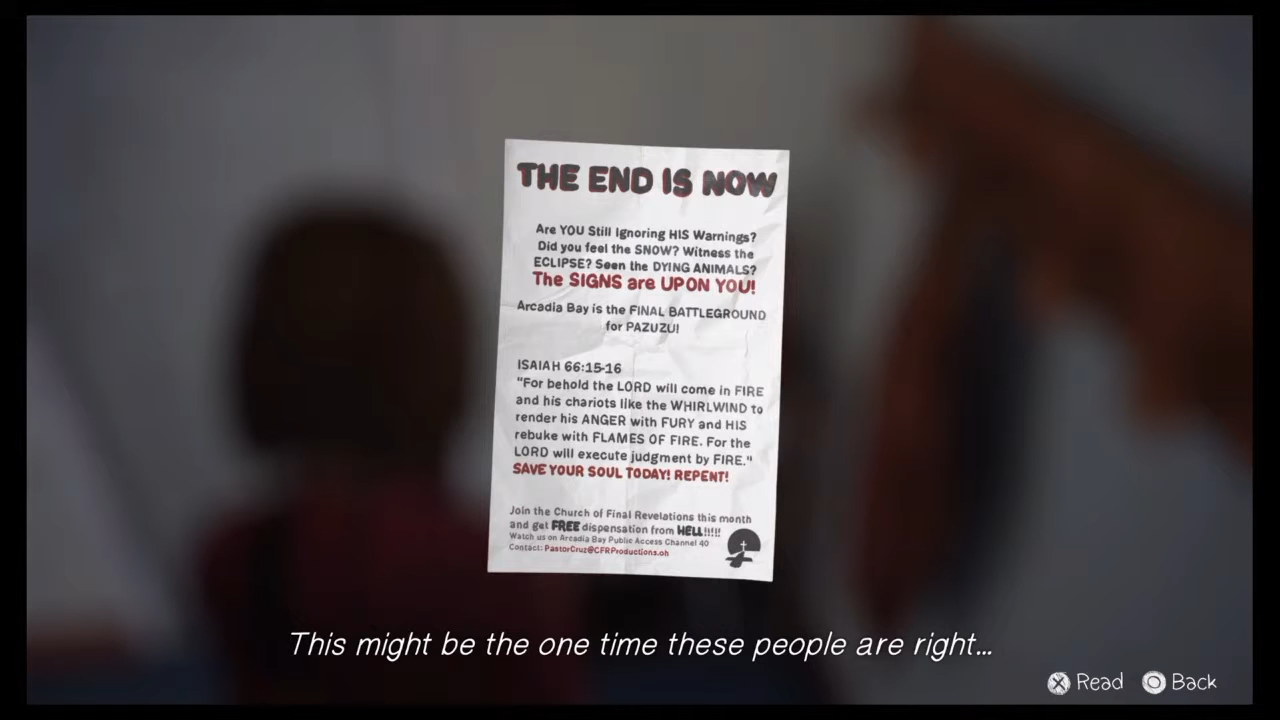 THE END IS NOW
Are YOU Still Ignoring HIS Warnings?
Did you feel the SNOW? Witness the
ECLIPSE? Seen the DYING ANIMALS?
The SIGNS are UPON YOU!
Arcadia Bay is the FINAL BATTLEGROUND
for PAZUZU!
ISAIAH 66:15-16
"For behold the LORD will come in FIRE
and his chariots like the WHIRLWIND to
render his ANGER with FURY and HIS
rebuke with FLAMES OF FIRE. For the
LORD will execute judgment by FIRE."
SAVE YOUR SOUL TODAY! REPENT!
Join the Church of Final Revelations this month
and get FREE dispensation from HELL!!!!!
Watch us on Arcadia Bay Public Access Channel 40
Contact: PastorCruz@CFRProductions.oh
This might be the one time these people are right...
Read Back